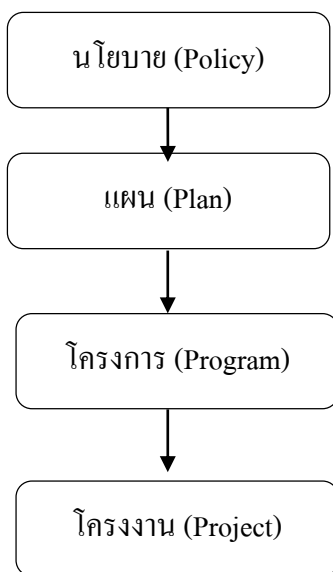 นโยบาย (Policy)
แผน (Plan)
โครงการ (Program)
โครงงาน (Project)